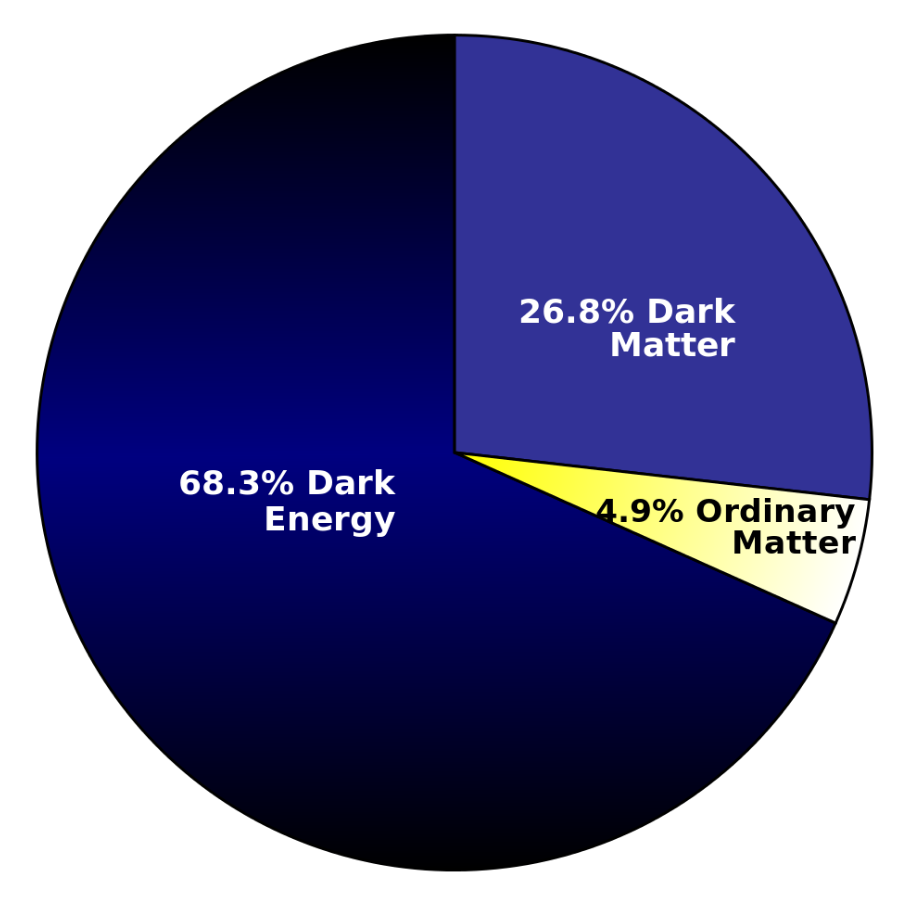 26.8% Dark
Matter
68.3% Dark
Energy
4.9% Ordinary
Matter